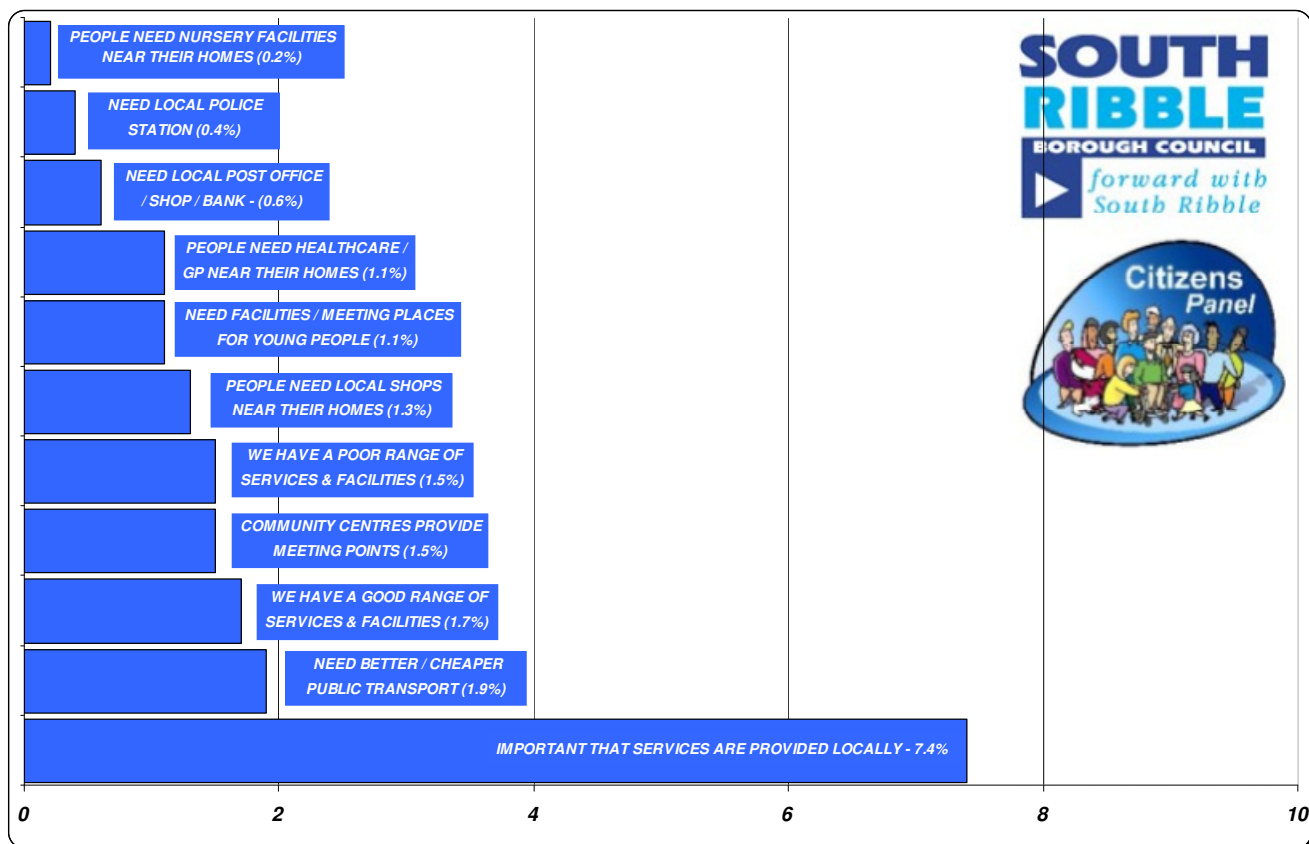 PEOPLE NEED NURSERY FACILITIES
NEAR THEIR HOMES (0.2%)
NEED LOCAL POLICE
STATION (0.4%)
NEED LOCAL POST OFFICE
/ SHOP / BANK - (0.6%)
PEOPLE NEED HEALTHCARE /
GP NEAR THEIR HOMES (1.1%)
NEED FACILITIES / MEETING PLACES
FOR YOUNG PEOPLE (1.1%)
PEOPLE NEED LOCAL SHOPS
NEAR THEIR HOMES (1.3%)
WE HAVE A POOR RANGE OF
SERVICES & FACILITIES (1.5%)
COMMUNITY CENTRES PROVIDE
MEETING POINTS (1.5%)
WE HAVE A GOOD RANGE OF
SERVICES & FACILITIES (1.7%)
NEED BETTER / CHEAPER
PUBLIC TRANSPORT (1.9%)
IMPORTANT THAT SERVICES ARE PROVIDED LOCALLY - 7.4%
0 2 4 6 8 10
SOUTH
RIBBLE
BOROUGH COUNCIL
forward with
South Ribble
Citizens
Panel